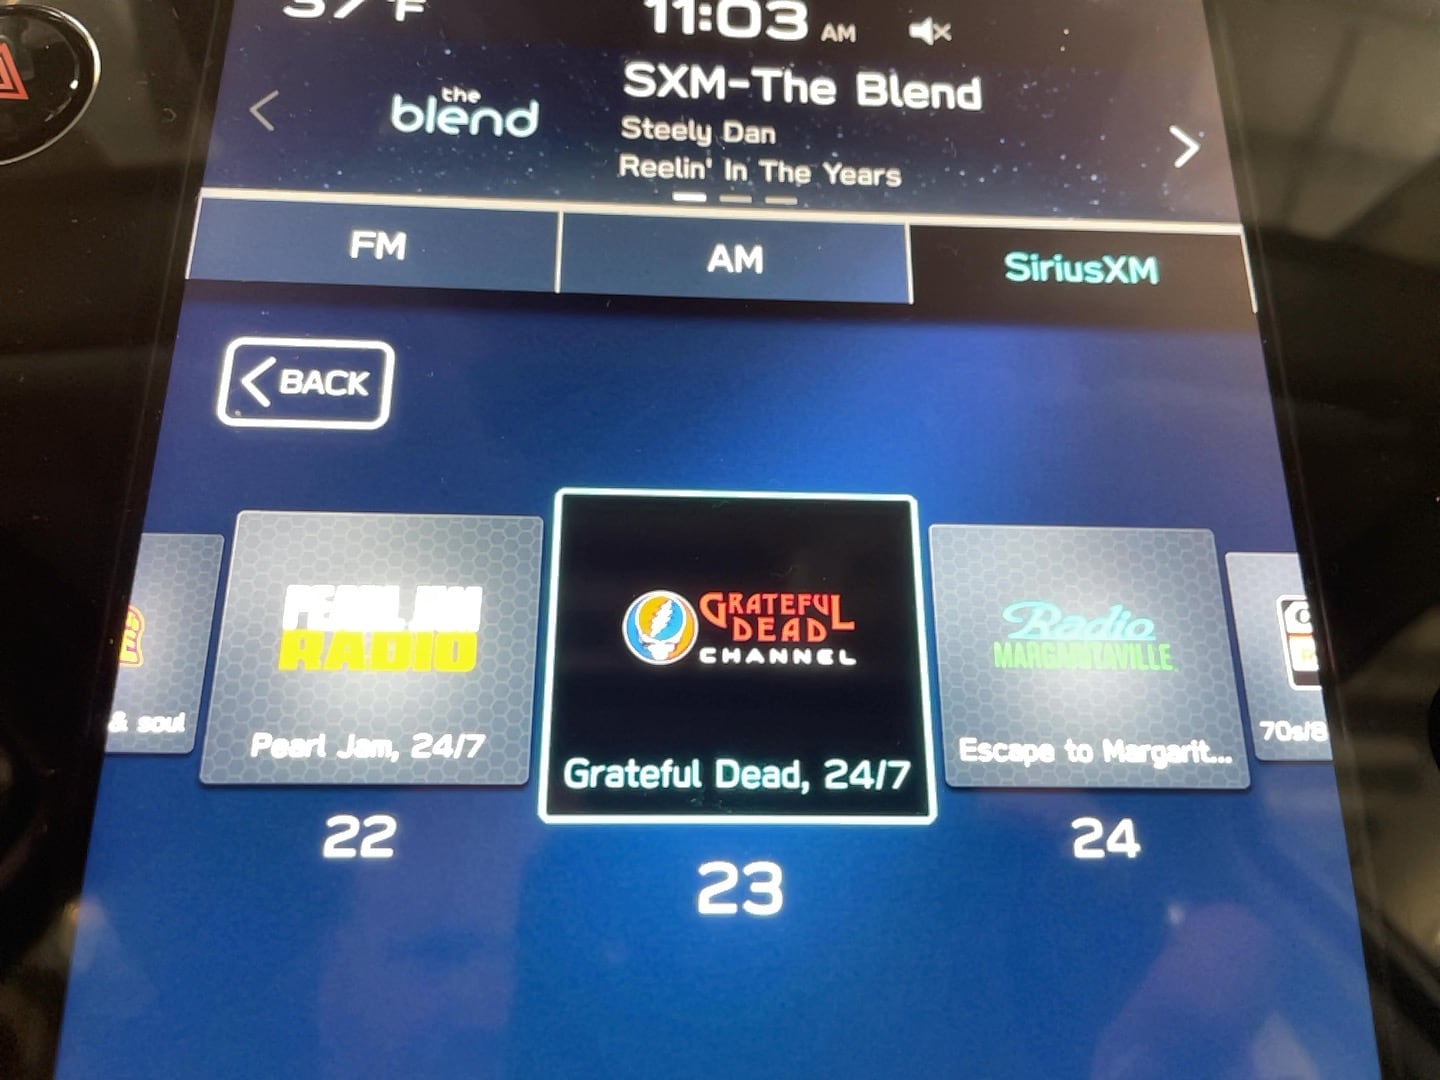 11:03 AM
the
blend
SXM-The Blend
Steely Dan
Reelin' In The Years
FM
AM
SiriusXM
BACK
PEARL JAM
RADIO
Pearl Jam, 24/7
22
GRATEFUL
DEAD
CHANNEL
Grateful Dead, 24/7
23
Radio
MARGARITAVILLE
Escape to Margarit...
24
& soul
70s/8